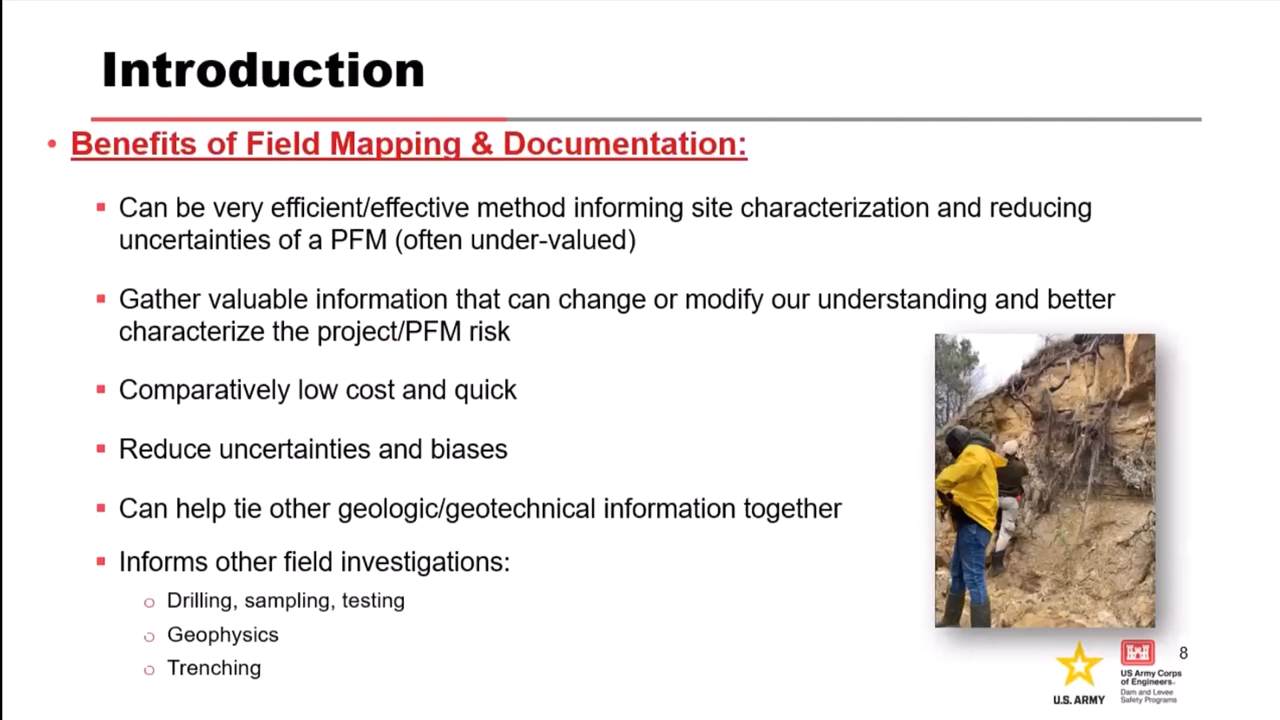 Introduction
• Benefits of Field Mapping & Documentation:
▪ Can be very efficient/effective method informing site characterization and reducing
uncertainties of a PFM (often under-valued)
▪ Gather valuable information that can change or modify our understanding and better
characterize the project/PFM risk
▪ Comparatively low cost and quick
▪ Reduce uncertainties and biases
▪ Can help tie other geologic/geotechnical information together
▪ Informs other field investigations:
o Drilling, sampling, testing
o Geophysics
o Trenching
U.S. ARMY
US Army Corps
of Engineers.
Dam and Levee
Safety Programs
8